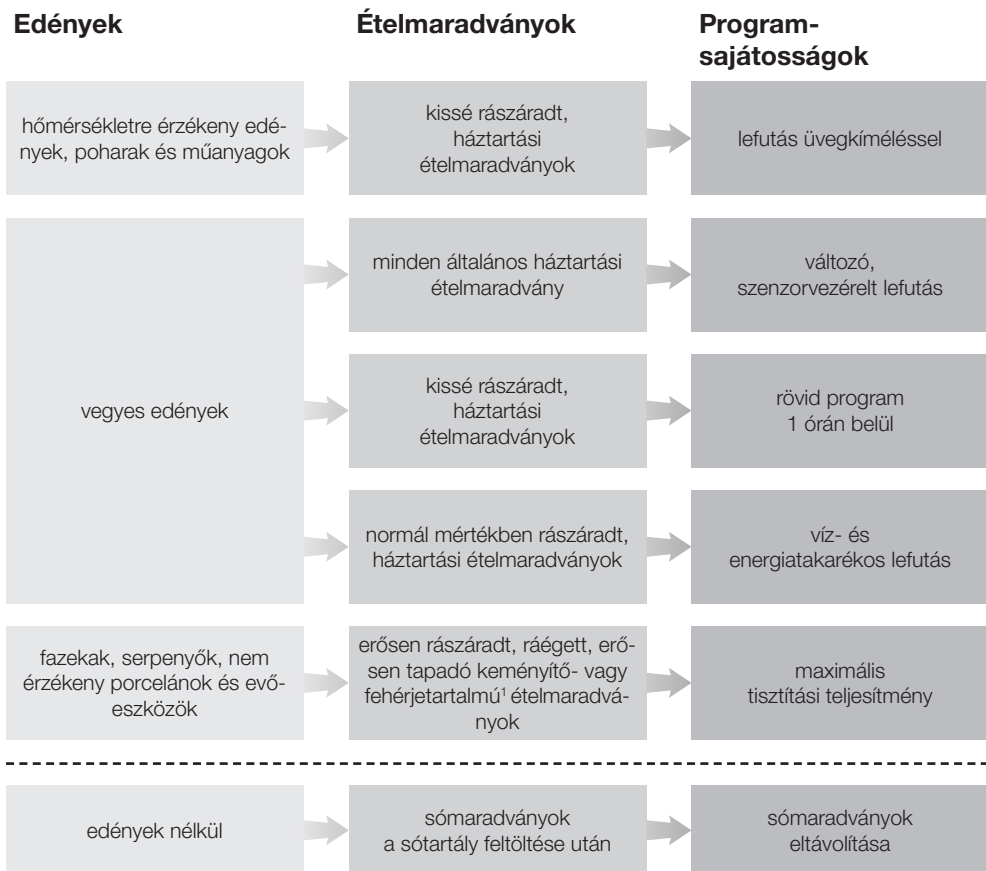 Edények
Ételmaradványok
Program-
sajátosságok
hőmérsékletre érzékeny edé-
nyek, poharak és műanyagok
kissé rászáradt,
háztartási
ételmaradványok
lefutás üvegkíméléssel
vegyes edények
minden általános háztartási
ételmaradvány
változó,
szenzorvezérelt lefutás
kissé rászáradt,
háztartási
ételmaradványok
rövid program
1 órán belül
normál mértékben rászáradt,
háztartási ételmaradványok
víz- és
energiatakarékos lefutás
fazekak, serpenyők, nem
érzékeny porcelánok és evő-
eszközök
erősen rászáradt, ráégett, erő-
sen tapadó keményítő- vagy
fehérjetartalmú¹ ételmaradvá-
nyok
maximális
tisztítási teljesítmény
edények nélkül
sómaradványok
a sótartály feltöltése után
sómaradványok
eltávolítása